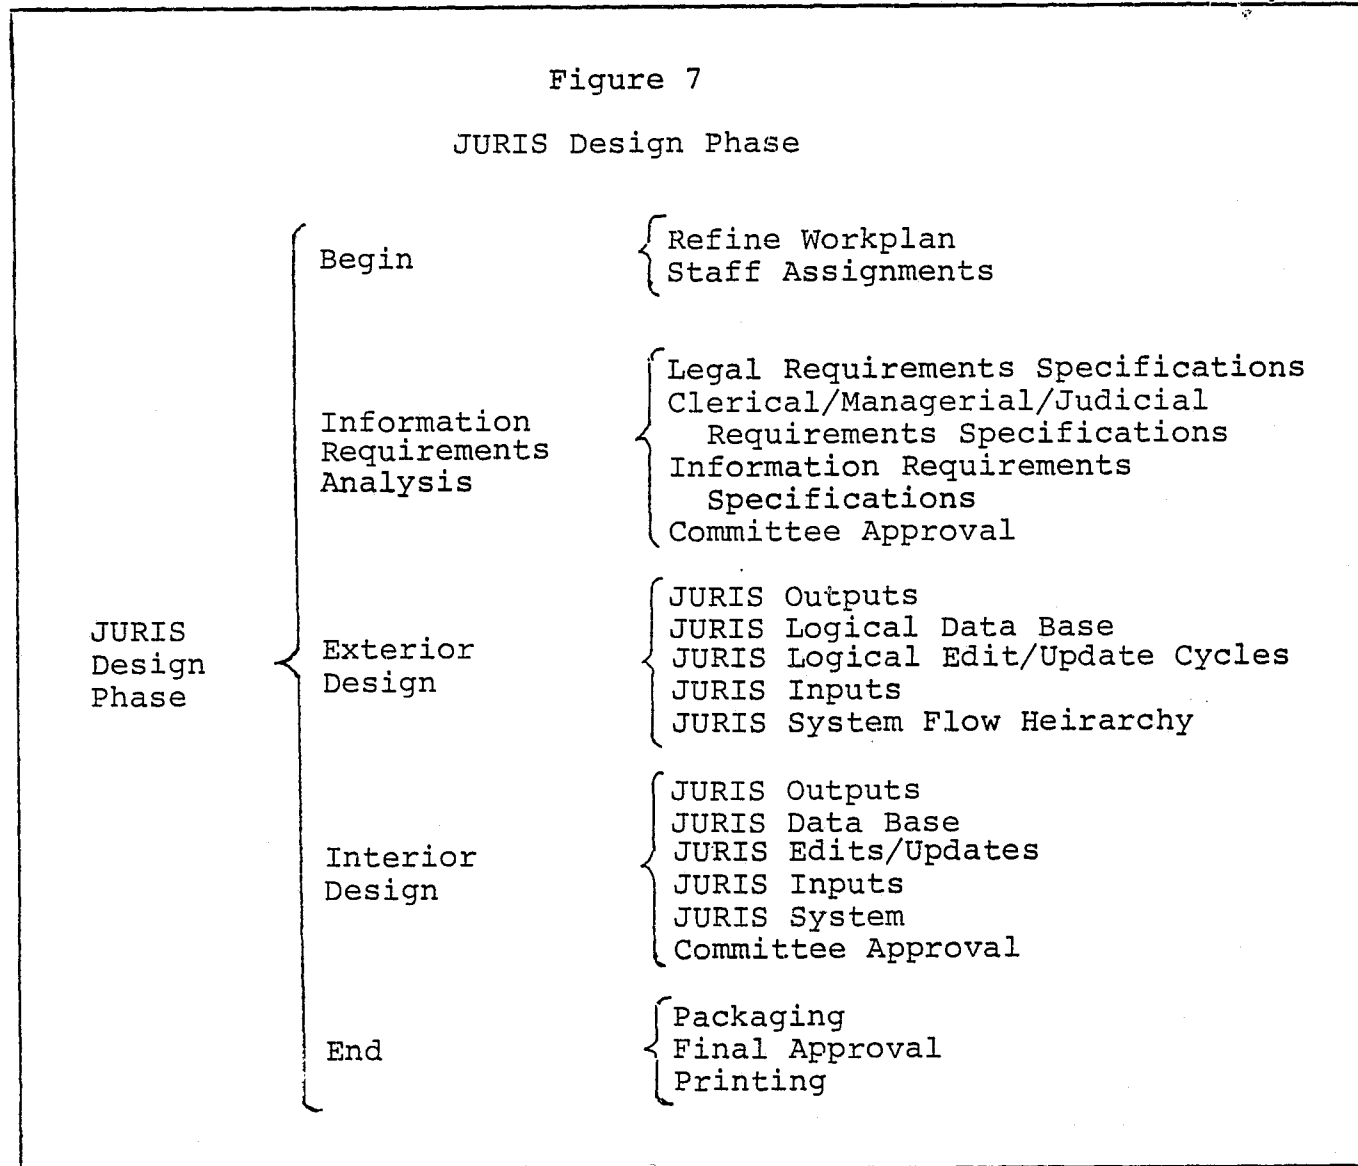 Figure 7
JURIS Design Phase
JURIS
Design
Phase
Begin
Refine Workplan
Staff Assignments
Information
Requirements
Analysis
Legal Requirements Specifications
Clerical/Managerial/Judicial
Requirements Specifications
Information Requirements
Specifications
Committee Approval
Exterior
Design
JURIS Outputs
JURIS Logical Data Base
JURIS Logical Edit/Update Cycles
JURIS Inputs
JURIS System Flow Heirarchy
Interior
Design
JURIS Outputs
JURIS Data Base
JURIS Edits/Updates
JURIS Inputs
JURIS System
Committee Approval
End
Packaging
Final Approval
Printing